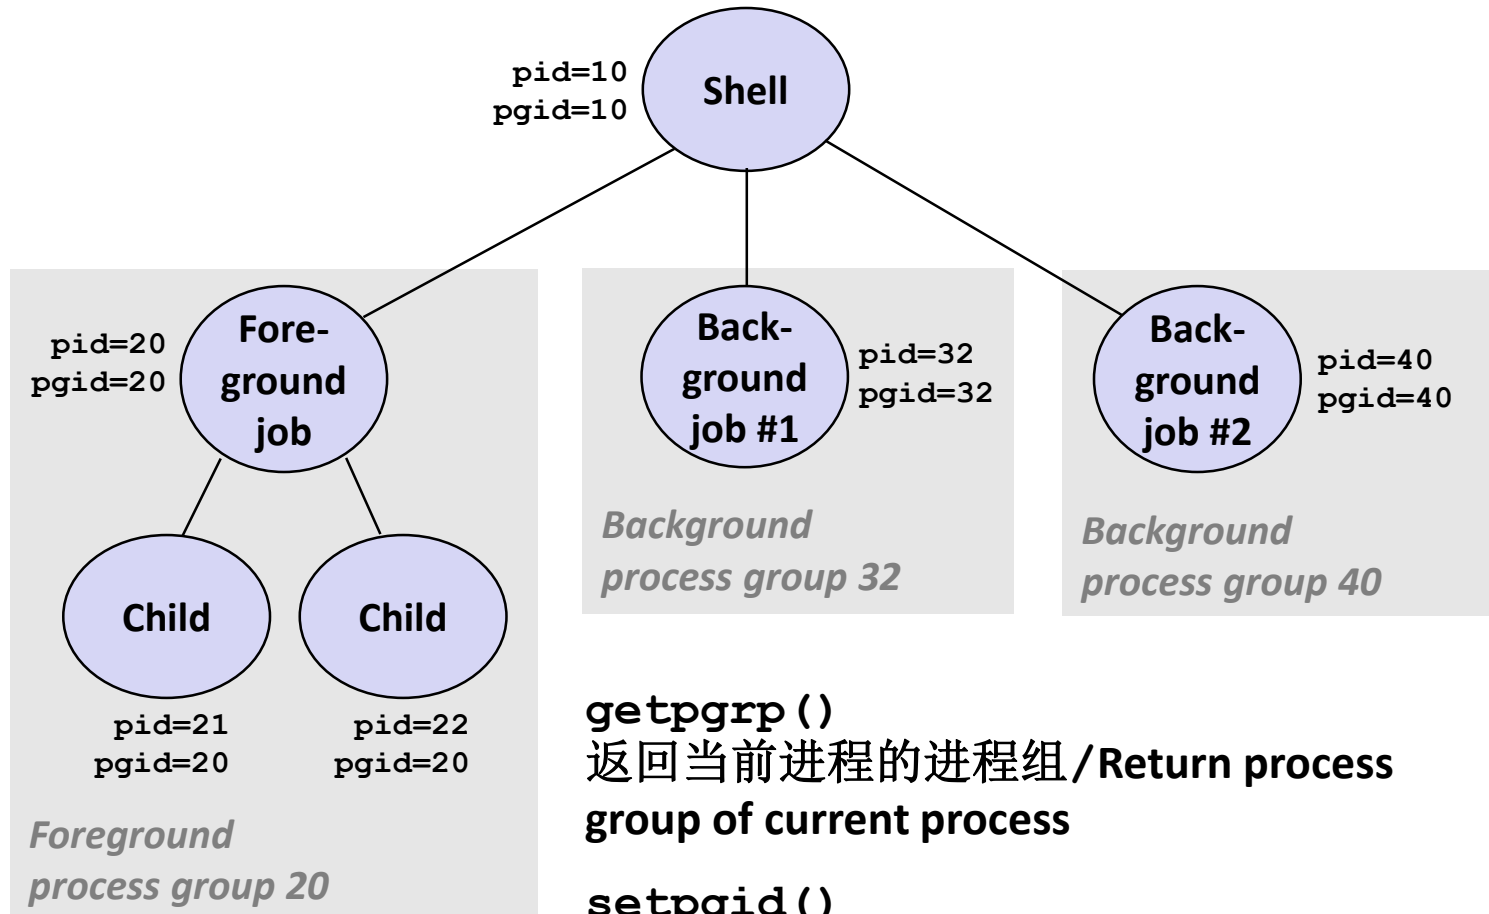 pid=10
pgid=10
Shell
pid=20
pgid=20
Fore-
ground
job
Back-
ground
job #1
pid=32
pgid=32
Back-
ground
job #2
pid=40
pgid=40
Background
process group 32
Background
process group 40
Child
Child
pid=21
pgid=20
pid=22
pgid=20
Foreground
process group 20
getpgrp()
返回当前进程的进程组/Return process
group of current process
setpgid()